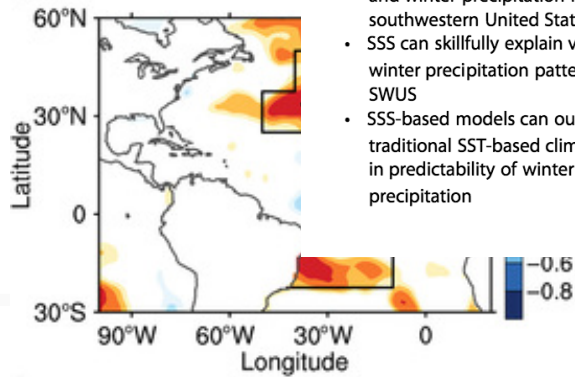 60°N
30°N
0
30°S
Latitude
90°W 60°W 30°W 0
Longitude
and winter precipitation
southwestern United Stat
• SSS can skillfully explain v
winter precipitation patte
SWUS
• SSS-based models can ou
traditional SST-based clim
in predictability of winter
precipitation
−0.6
−0.8